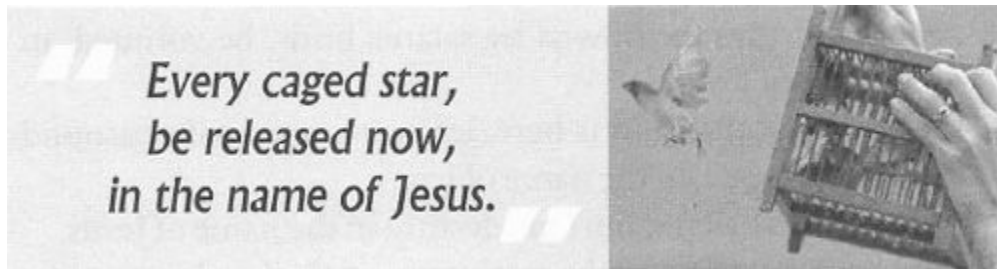 Every caged star,
be released now,
in the name of Jesus.